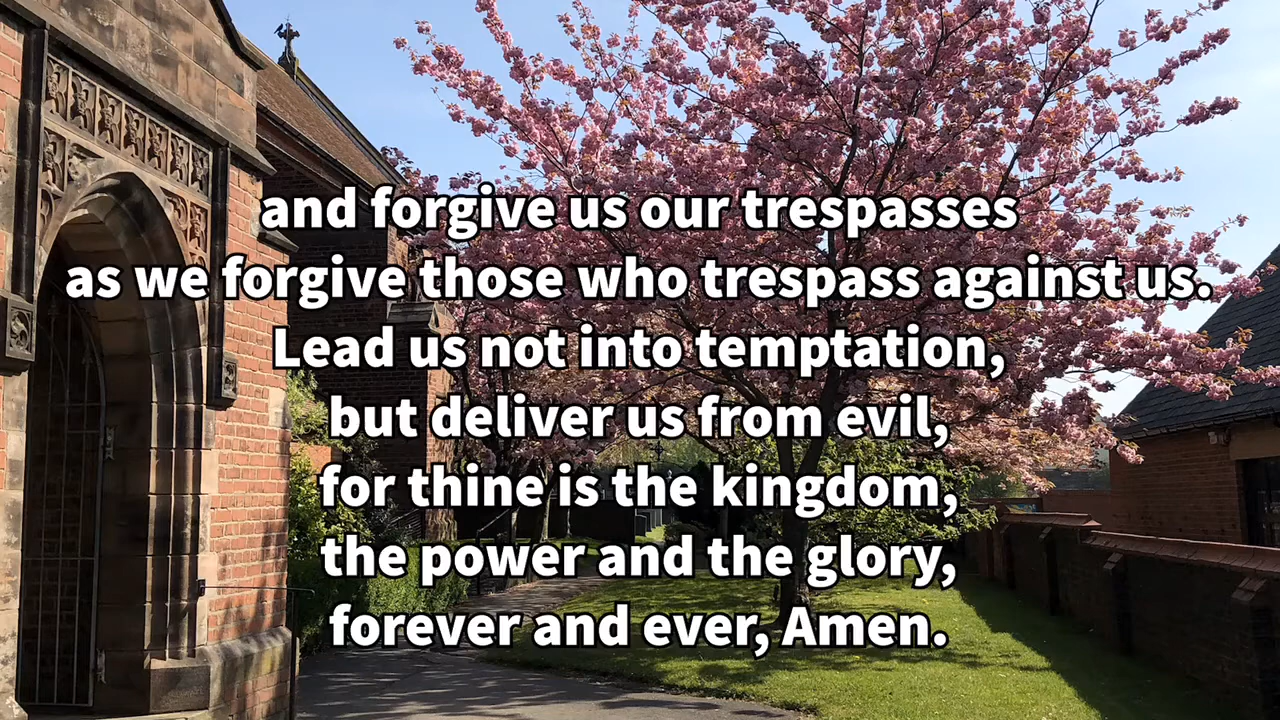 and forgive us our trespasses
as we forgive those who trespass against us.
Lead us not into temptation,
but deliver us from evil,
for thine is the kingdom,
the power and the glory,
forever and ever, Amen.